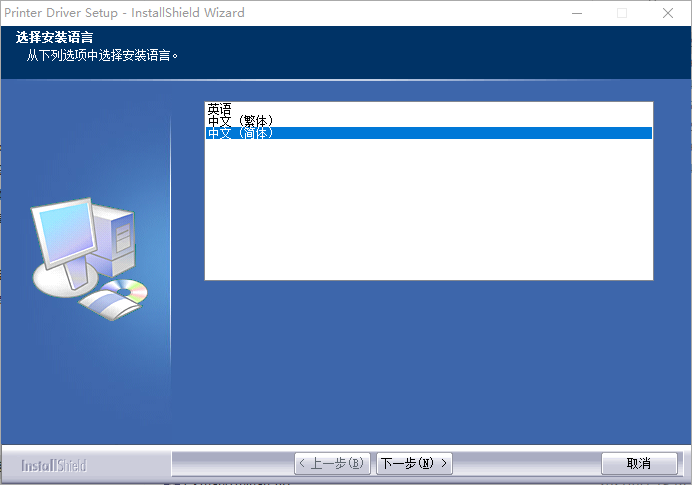 Printer Driver Setup - InstallShield Wizard
选择安装语言
从下列选项中选择安装语言。
英语
中文（繁体）
中文（简体）
InstallShield
< 上一步(B)
下一步(N) >
取消